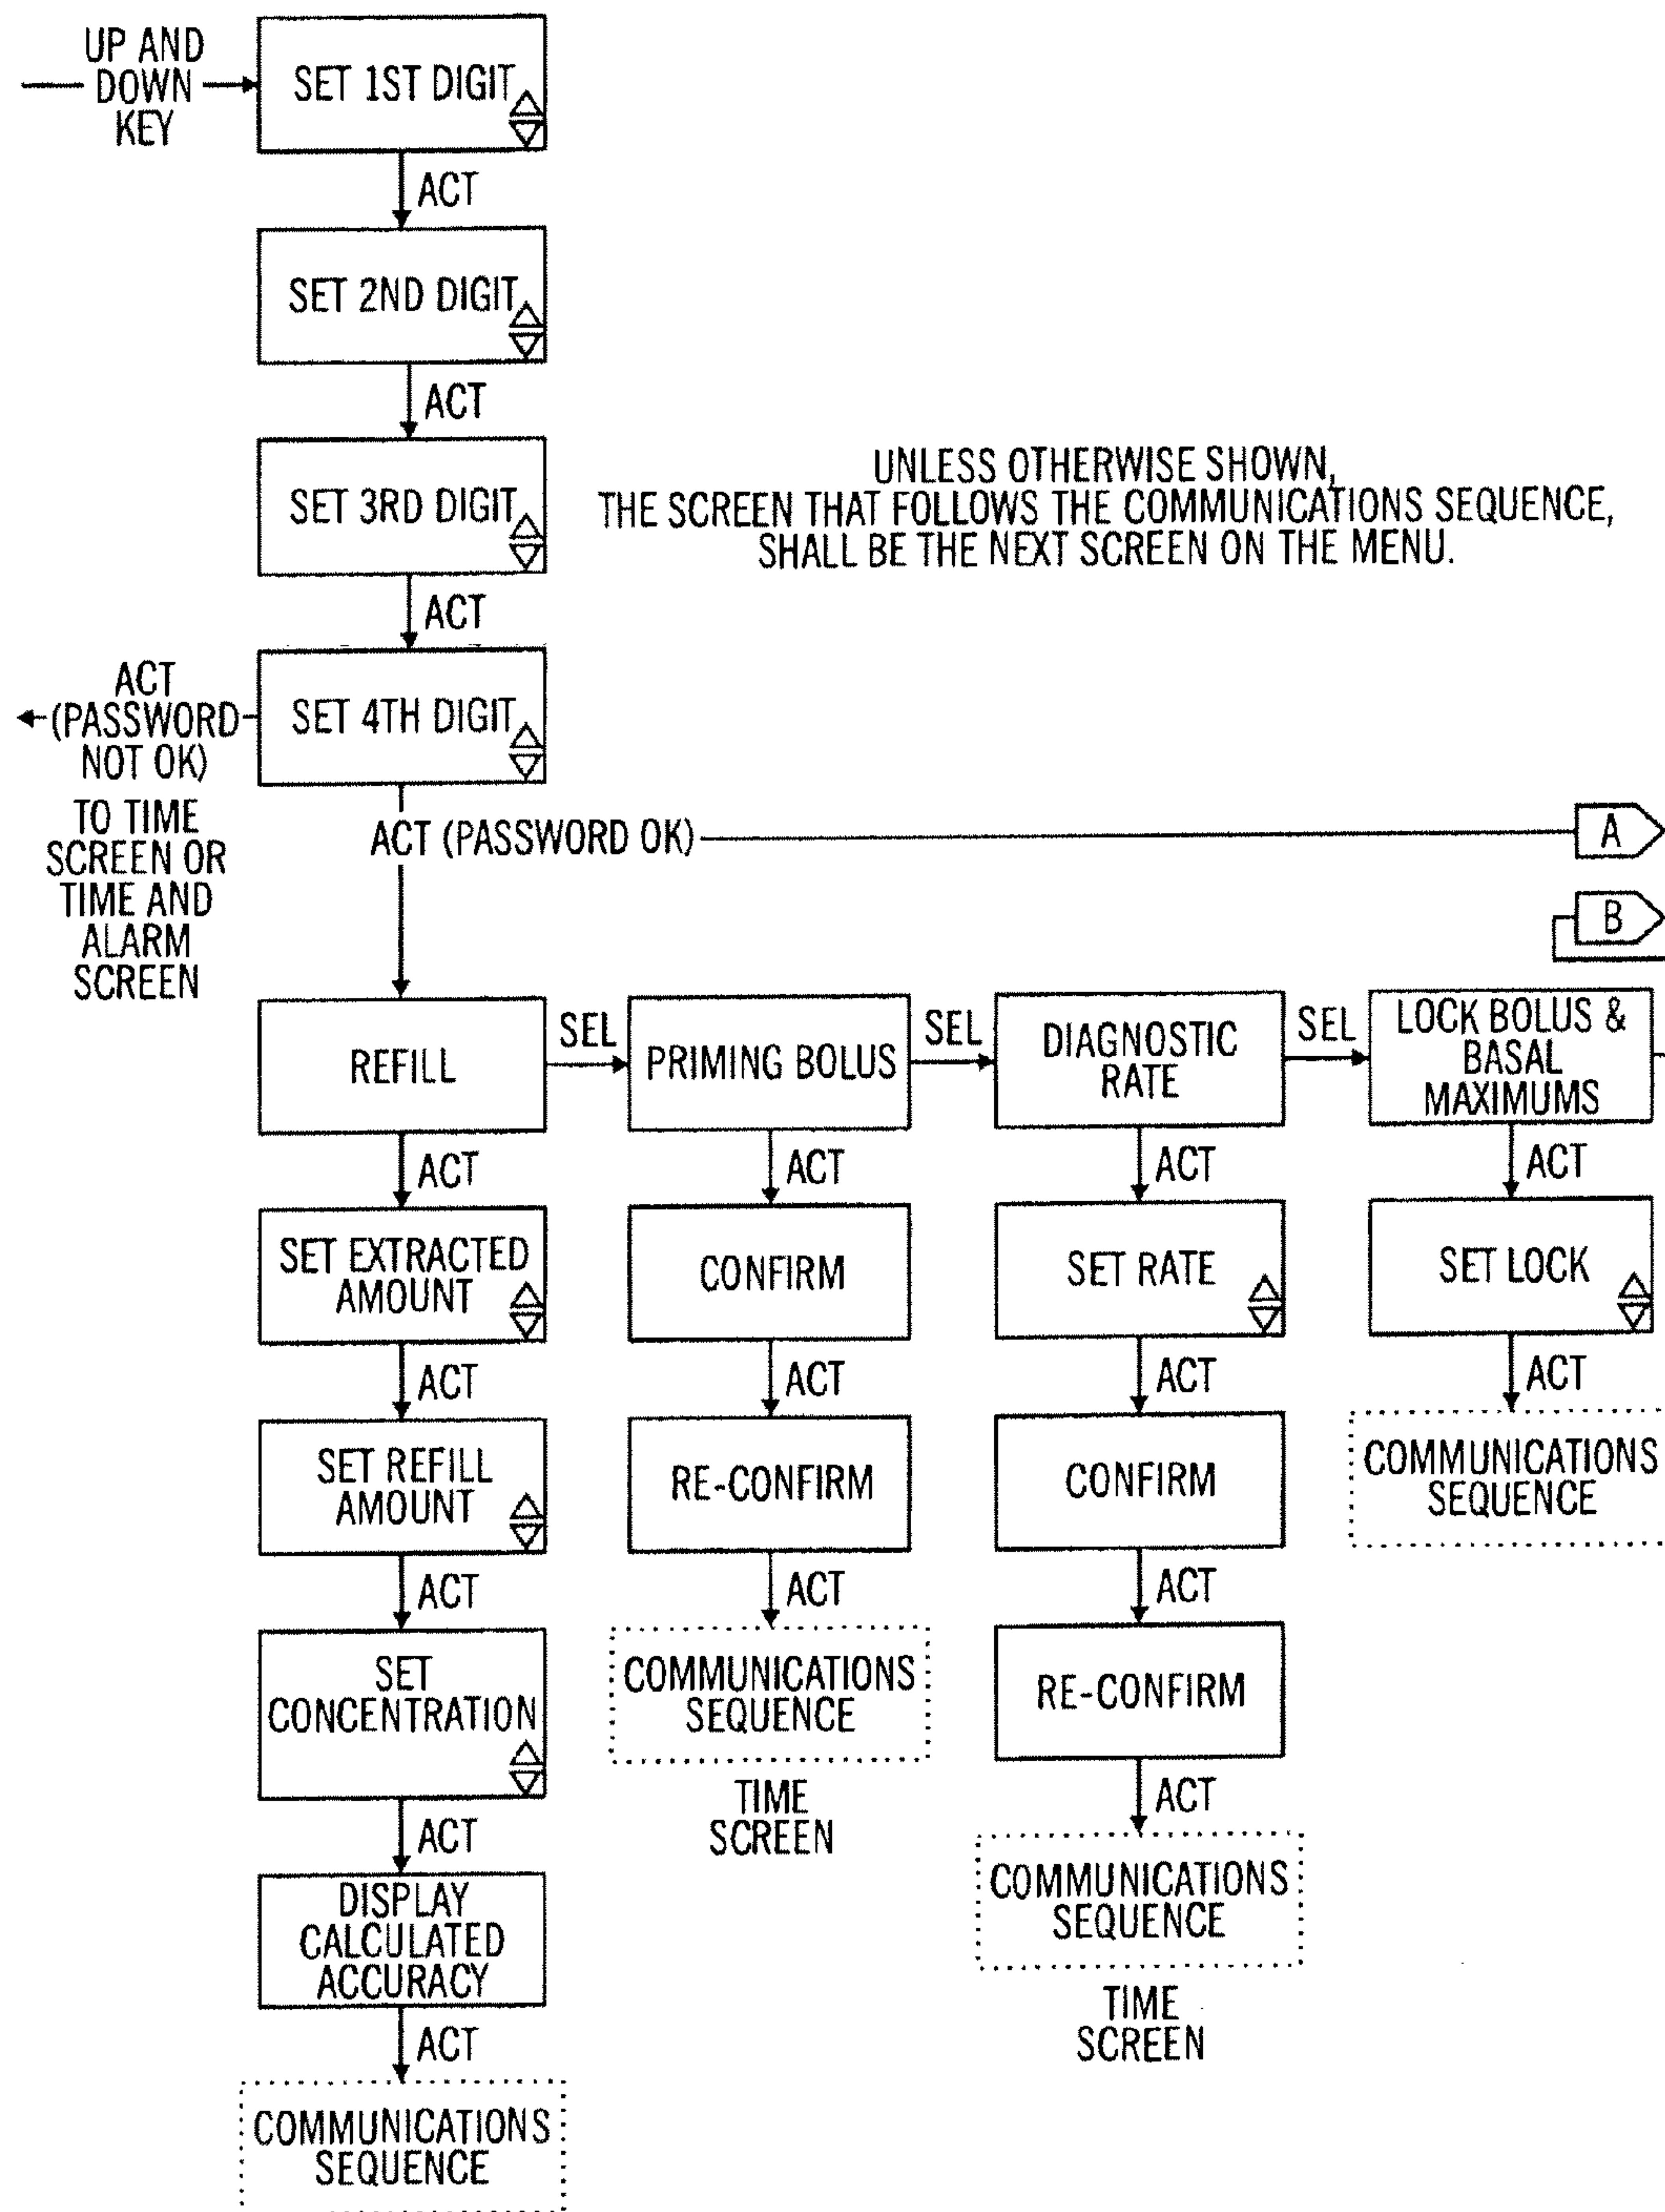 UP AND
DOWN
KEY
SET 1ST DIGIT
ACT
SET 2ND DIGIT
ACT
SET 3RD DIGIT
UNLESS OTHERWISE SHOWN,
THE SCREEN THAT FOLLOWS THE COMMUNICATIONS SEQUENCE,
SHALL BE THE NEXT SCREEN ON THE MENU.
ACT
ACT
(PASSWORD
NOT OK)
SET 4TH DIGIT
TO TIME
SCREEN OR
TIME AND
ALARM
SCREEN
ACT (PASSWORD OK)
A
B
REFILL
SEL
PRIMING BOLUS
SEL
DIAGNOSTIC
RATE
SEL
LOCK BOLUS &
BASAL
MAXIMUMS
ACT
ACT
ACT
ACT
SET EXTRACTED
AMOUNT
CONFIRM
SET RATE
SET LOCK
ACT
ACT
ACT
ACT
SET REFILL
AMOUNT
RE-CONFIRM
CONFIRM
COMMUNICATIONS
SEQUENCE
ACT
ACT
ACT
SET
CONCENTRATION
COMMUNICATIONS
SEQUENCE
TIME
SCREEN
RE-CONFIRM
ACT
ACT
DISPLAY
CALCULATED
ACCURACY
COMMUNICATIONS
SEQUENCE
TIME
SCREEN
ACT
COMMUNICATIONS
SEQUENCE